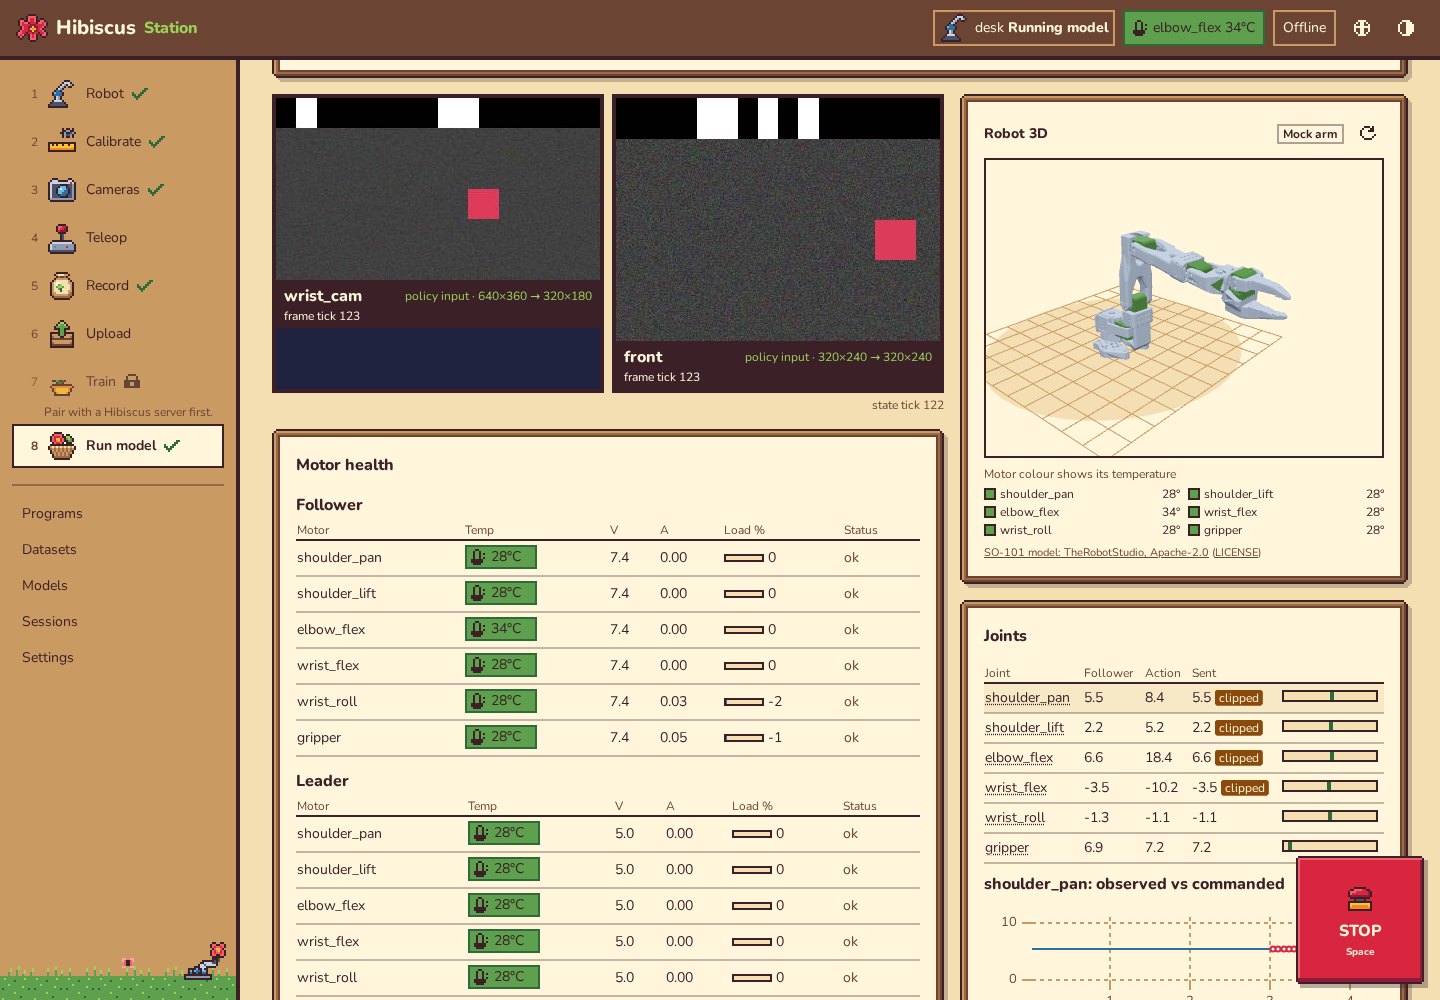 Hibiscus Station
desk Running model
elbow_flex 34°C
Offline
1 Robot
2 Calibrate
3 Cameras
4 Teleop
5 Record
6 Upload
7 Train
Pair with a Hibiscus server first.
8 Run model
Programs
Datasets
Models
Sessions
Settings
wrist_cam policy input · 640×360 → 320×180
frame tick 123
front policy input · 320×240 → 320×240
frame tick 123
state tick 122
Motor health
Follower
Motor Temp V A Load % Status
shoulder_pan 28°C 7.4 0.00 0 ok
shoulder_lift 28°C 7.4 0.00 0 ok
elbow_flex 34°C 7.4 0.00 0 ok
wrist_flex 28°C 7.4 0.00 0 ok
wrist_roll 28°C 7.4 0.03 -2 ok
gripper 28°C 7.4 0.05 -1 ok
Leader
Motor Temp V A Load % Status
shoulder_pan 28°C 5.0 0.00 0 ok
shoulder_lift 28°C 5.0 0.00 0 ok
elbow_flex 28°C 5.0 0.00 0 ok
wrist_flex 28°C 5.0 0.00 0 ok
wrist_roll 28°C 5.0 0.00 0 ok
Robot 3D Mock arm
Motor colour shows its temperature
shoulder_pan 28° shoulder_lift 28°
elbow_flex 34° wrist_flex 28°
wrist_roll 28° gripper 28°
SO-101 model: TheRobotStudio, Apache-2.0 (LICENSE)
Joints
Joint Follower Action Sent
shoulder_pan 5.5 8.4 5.5 clipped
shoulder_lift 2.2 5.2 2.2 clipped
elbow_flex 6.6 18.4 6.6 clipped
wrist_flex -3.5 -10.2 -3.5 clipped
wrist_roll -1.3 -1.1 -1.1
gripper 6.9 7.2 7.2
shoulder_pan: observed vs commanded
10
0
STOP
Space